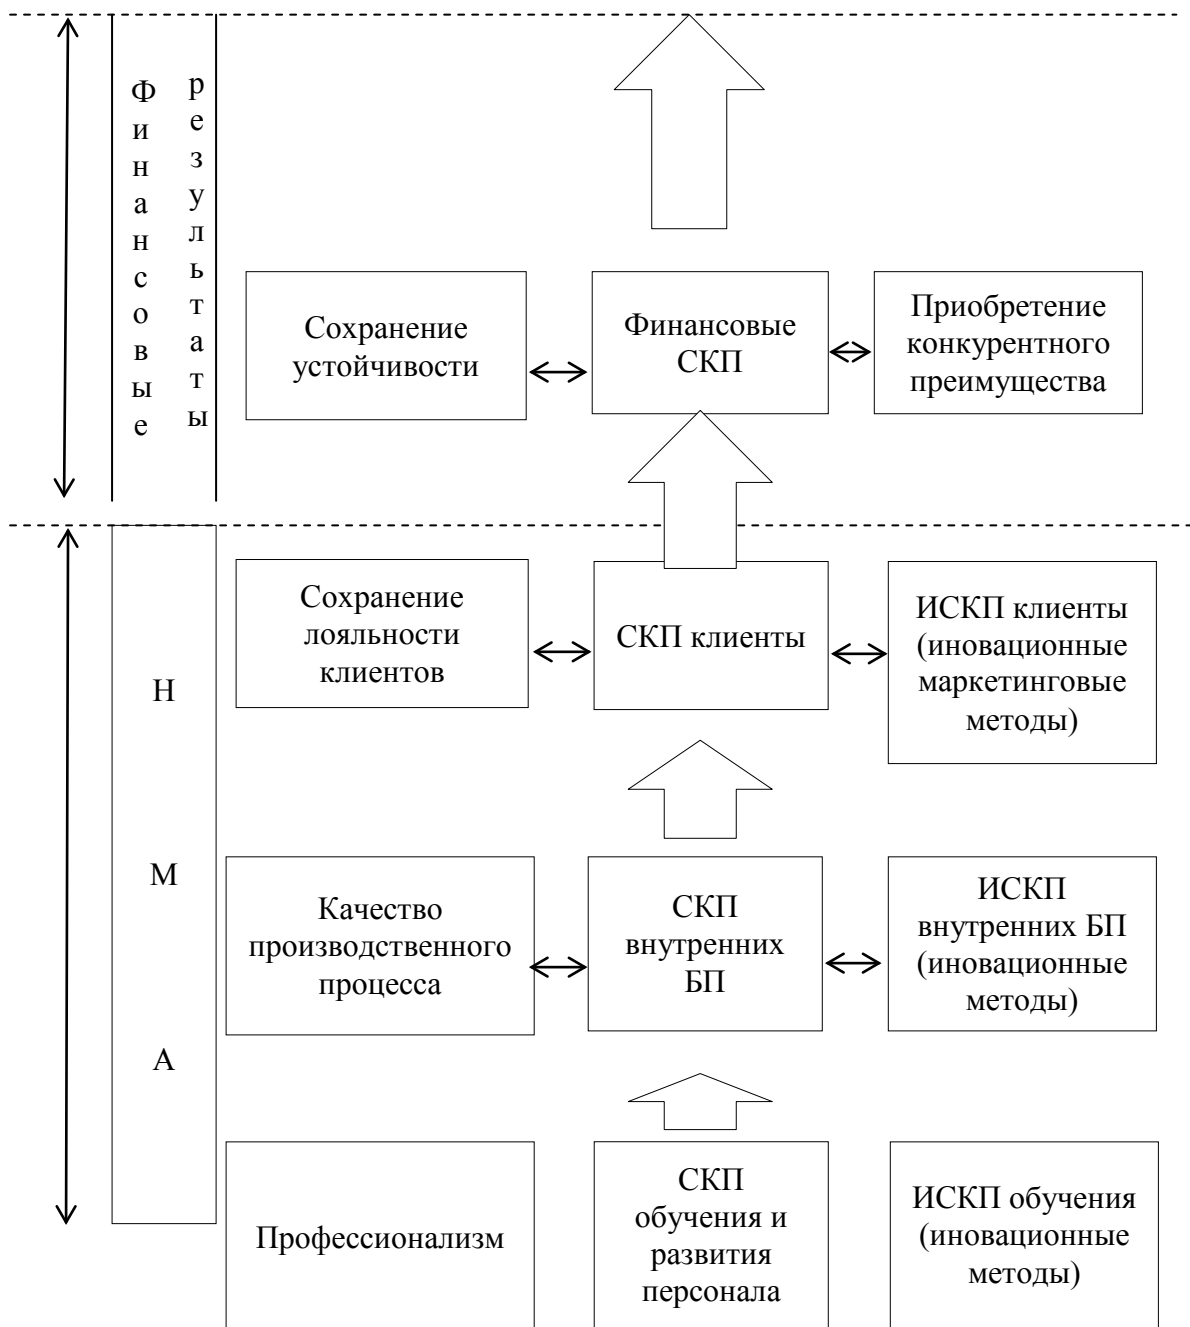 Финансовые
результаты
Сохранение
устойчивости
Финансовые
СКП
Приобретение
конкурентного
преимущества
Н
М
А
Сохранение
лояльности
клиентов
СКП клиенты
ИСКП клиенты
(иновационные
маркетинговые
методы)
Качество
производственного
процесса
СКП
внутренних
БП
ИСКП
внутренних БП
(иновационные
методы)
Профессионализм
СКП
обучения и
развития
персонала
ИСКП обучения
(иновационные
методы)